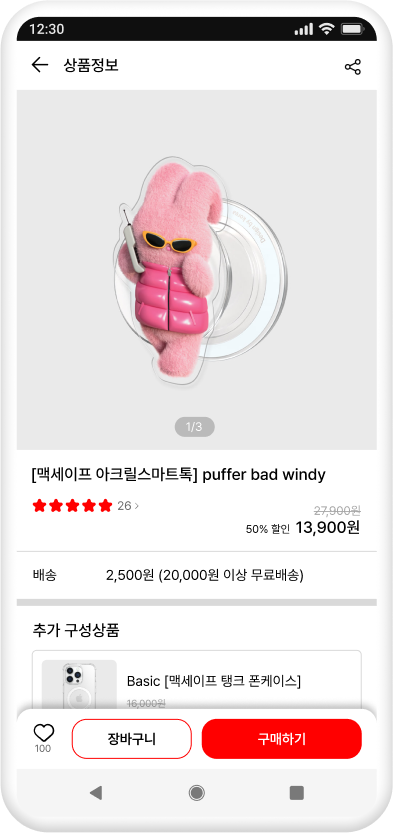 12:30
상품정보
1/3
[맥세이프 아크릴스마트톡] puffer bad windy
26
27,900원
50% 할인 13,900원
배송 2,500원 (20,000원 이상 무료배송)
추가 구성상품
Basic [맥세이프 탱크 폰케이스]
16,000원
100
장바구니
구매하기